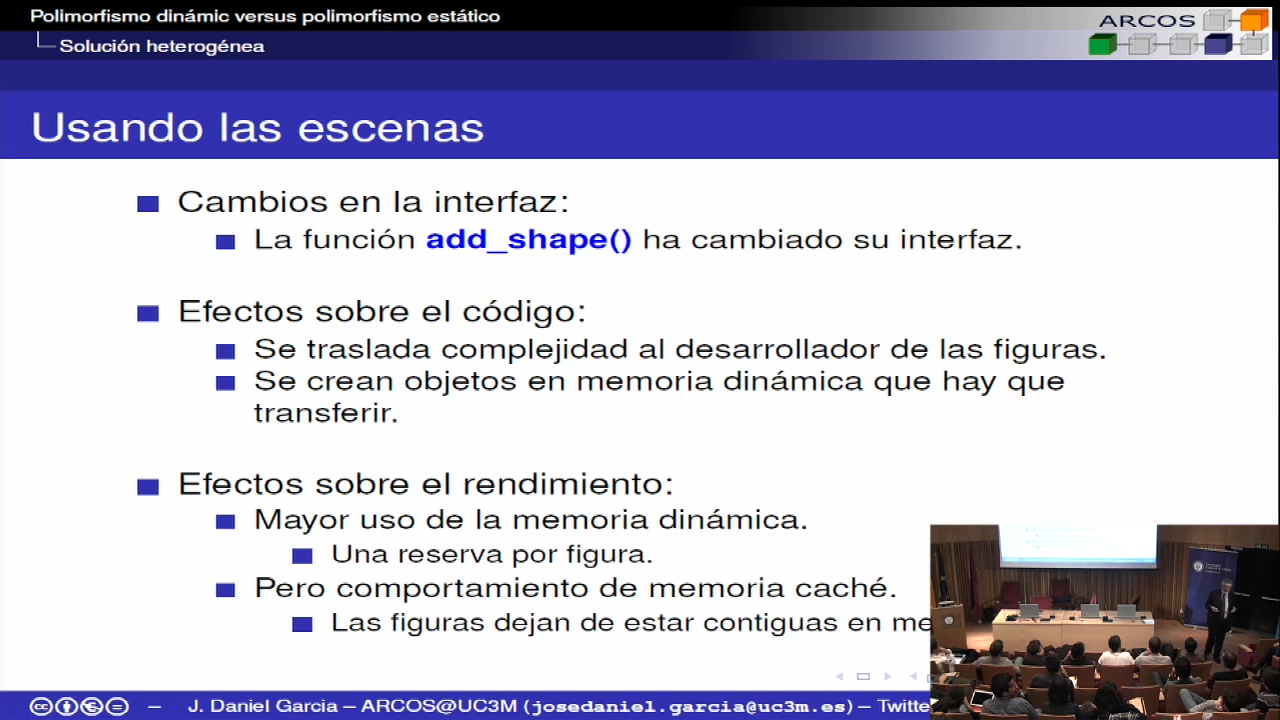 Polimorfismo dinámic versus polimorfismo estático
Solución heterogénea
ARCOS
Usando las escenas
Cambios en la interfaz:
La función add_shape() ha cambiado su interfaz.
Efectos sobre el código:
Se traslada complejidad al desarrollador de las figuras.
Se crean objetos en memoria dinámica que hay que
transferir.
Efectos sobre el rendimiento:
Mayor uso de la memoria dinámica.
Una reserva por figura.
Pero comportamiento de memoria caché.
Las figuras dejan de estar contiguas en me
cc
– J. Daniel Garcia – ARCOS@UC3M (josedaniel.garcia@uc3m.es) – Twitte